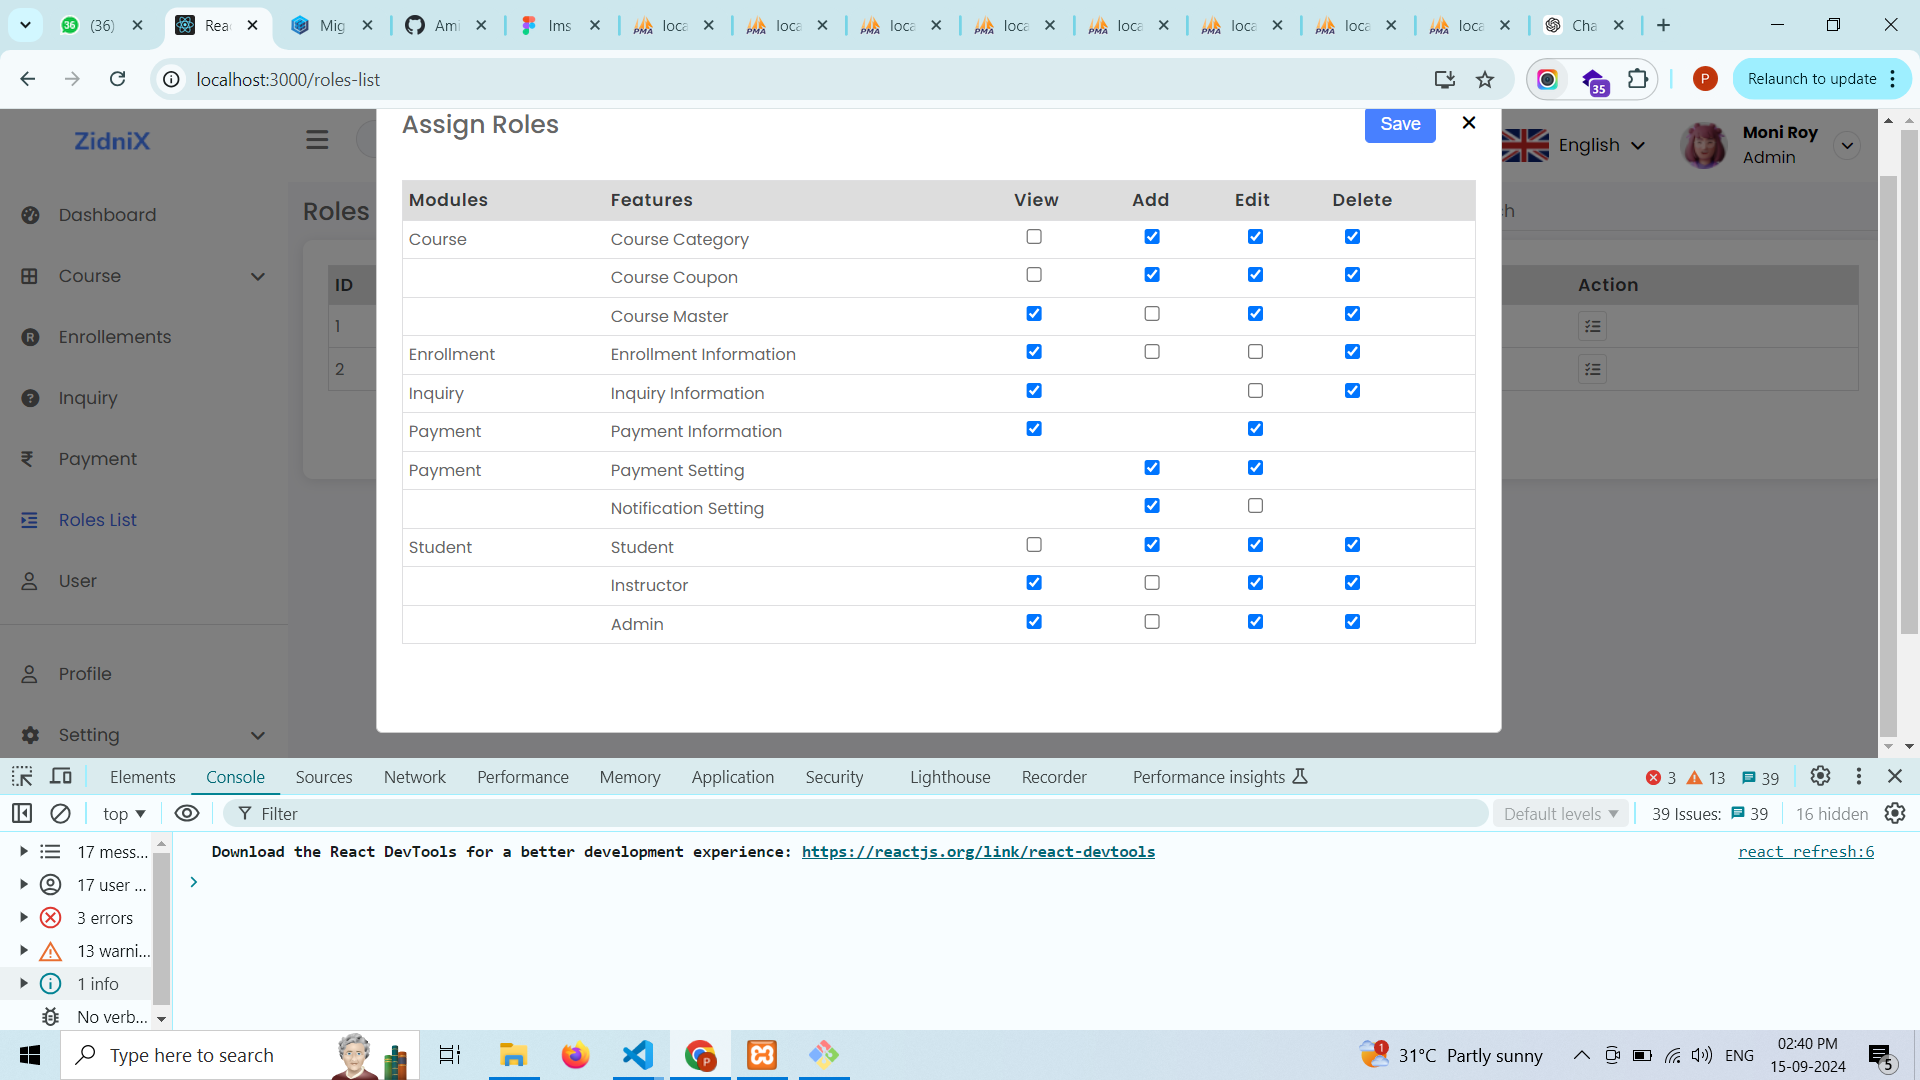 (36)
Rea
Mig
Ami
lms
loca
loca
loca
loca
loca
loca
loca
loca
Cha
localhost:3000/roles-list
35
P
Relaunch to update
ZidniX
Assign Roles
Save
English
Moni Roy
Admin
Dashboard
Course
Enrollements
Inquiry
Payment
Roles List
User
Profile
Setting
Roles
ID
Action
1
2
Modules Features View Add Edit Delete
Course Course Category
Course Coupon
Course Master
Enrollment Enrollment Information
Inquiry Inquiry Information
Payment Payment Information
Payment Payment Setting
Notification Setting
Student Student
Instructor
Admin
Elements Console Sources Network Performance Memory Application Security Lighthouse Recorder Performance insights
3 13 39
top Filter Default levels 39 Issues: 39 16 hidden
17 mess...
17 user ...
3 errors
13 warni...
1 info
No verb...
Download the React DevTools for a better development experience: https://reactjs.org/link/react-devtools
react refresh:6
Type here to search
31°C Partly sunny
ENG
02:40 PM
15-09-2024
5